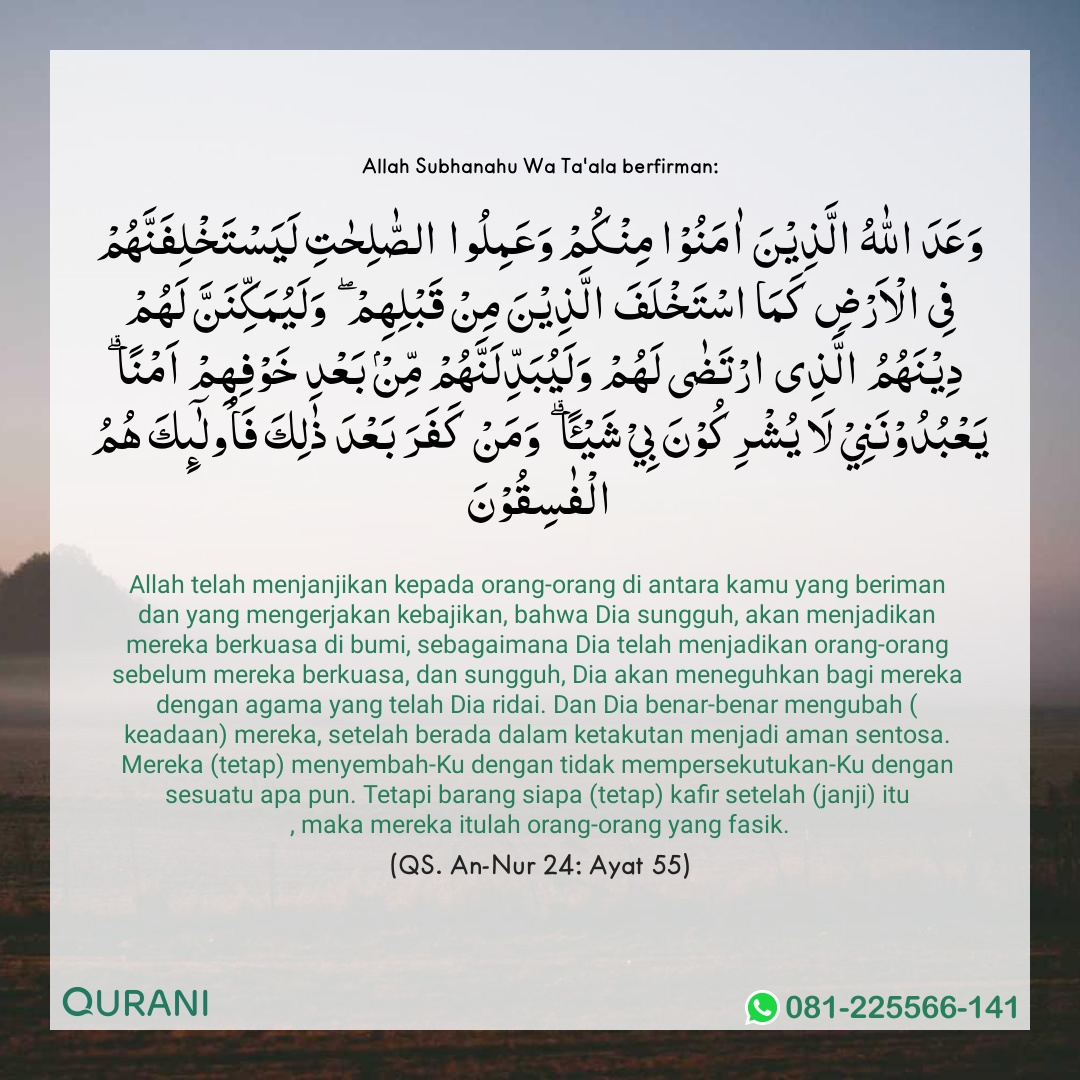 Allah Subhanahu Wa Ta'ala berfirman:
وَعَدَ اللّٰهُ الَّذِيْنَ اٰمَنُوْا مِنْكُمْ وَعَمِلُوا الصّٰلِحٰتِ لَيَسْتَخْلِفَنَّهُمْ
فِى الْاَرْضِ كَمَا اسْتَخْلَفَ الَّذِيْنَ مِنْ قَبْلِهِمْ ۖ وَلَيُمَكِّنَنَّ لَهُمْ
دِيْنَهُمُ الَّذِى ارْتَضٰى لَهُمْ وَلَيُبَدِّلَنَّهُمْ مِّنْۢ بَعْدِ خَوْفِهِمْ اَمْنًا ۗ
يَعْبُدُوْنَنِيْ لَا يُشْرِكُوْنَ بِيْ شَيْـًٔا ۗ وَمَنْ كَفَرَ بَعْدَ ذٰلِكَ فَاُولٰٓئِكَ هُمُ
الْفٰسِقُوْنَ
Allah telah menjanjikan kepada orang-orang di antara kamu yang beriman
dan yang mengerjakan kebajikan, bahwa Dia sungguh, akan menjadikan
mereka berkuasa di bumi, sebagaimana Dia telah menjadikan orang-orang
sebelum mereka berkuasa, dan sungguh, Dia akan meneguhkan bagi mereka
dengan agama yang telah Dia ridai. Dan Dia benar-benar mengubah (
keadaan) mereka, setelah berada dalam ketakutan menjadi aman sentosa.
Mereka (tetap) menyembah-Ku dengan tidak mempersekutukan-Ku dengan
sesuatu apa pun. Tetapi barang siapa (tetap) kafir setelah (janji) itu
, maka mereka itulah orang-orang yang fasik.
(QS. An-Nur 24: Ayat 55)
QURANI
081-225566-141